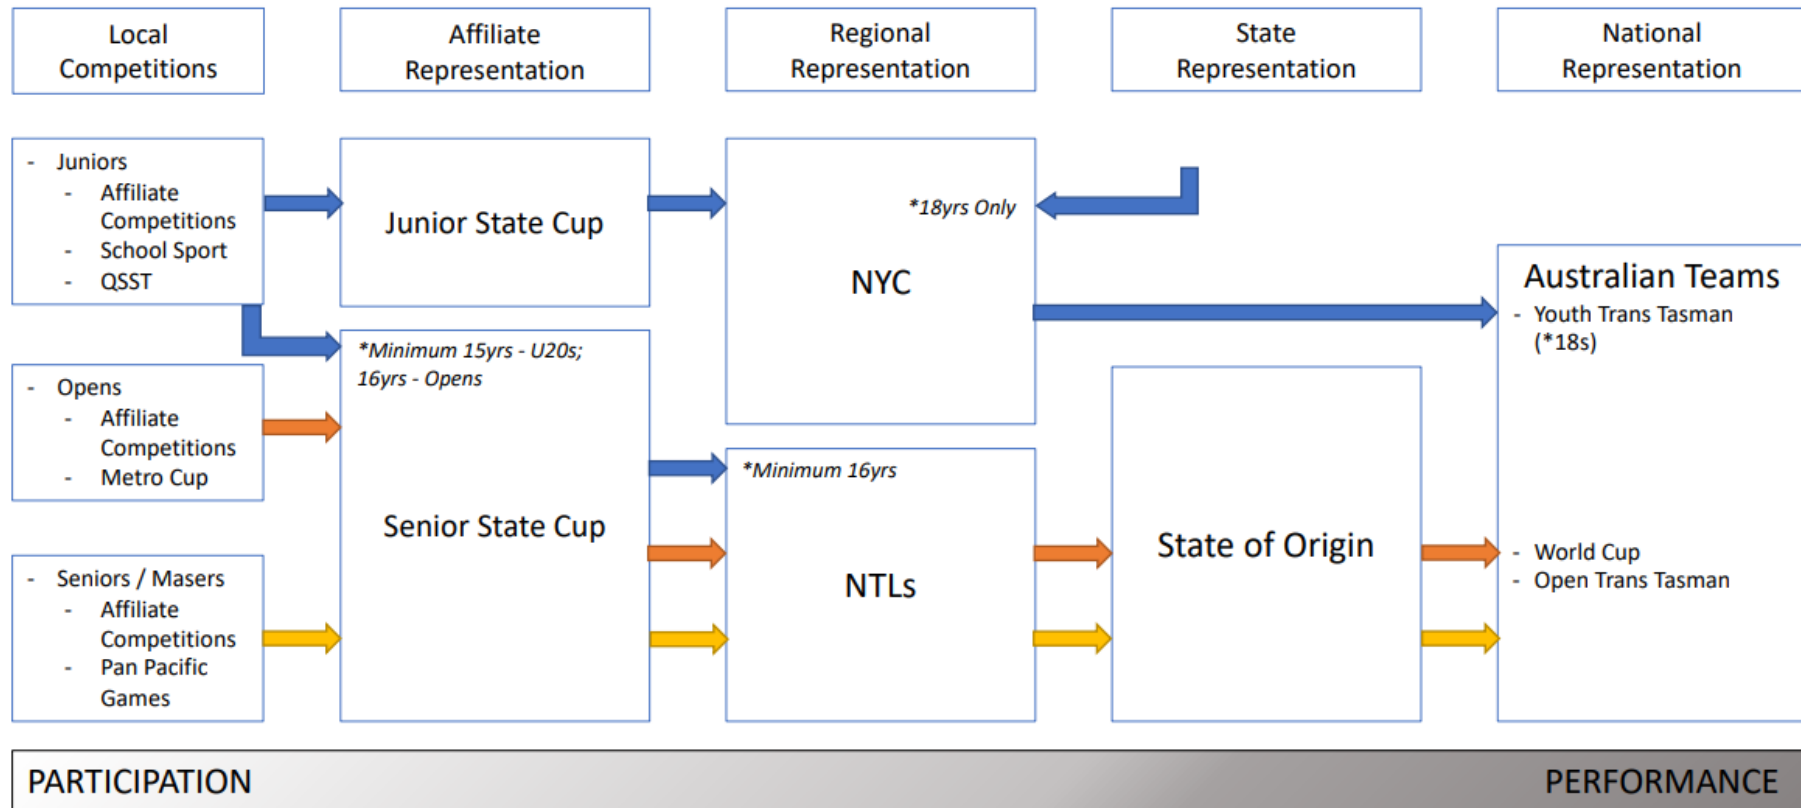 Local
Competitions
Affiliate
Representation
Regional
Representation
State
Representation
National
Representation
- Juniors
- Affiliate
Competitions
- School Sport
- QSST
Junior State Cup
*18yrs Only
NYC
Australian Teams
- Youth Trans Tasman
(*18s)
*Minimum 15yrs - U20s;
16yrs - Opens
- Opens
- Affiliate
Competitions
- Metro Cup
*Minimum 16yrs
Senior State Cup
NTLs
State of Origin
- World Cup
- Open Trans Tasman
- Seniors / Masers
- Affiliate
Competitions
- Pan Pacific
Games
PARTICIPATION
PERFORMANCE